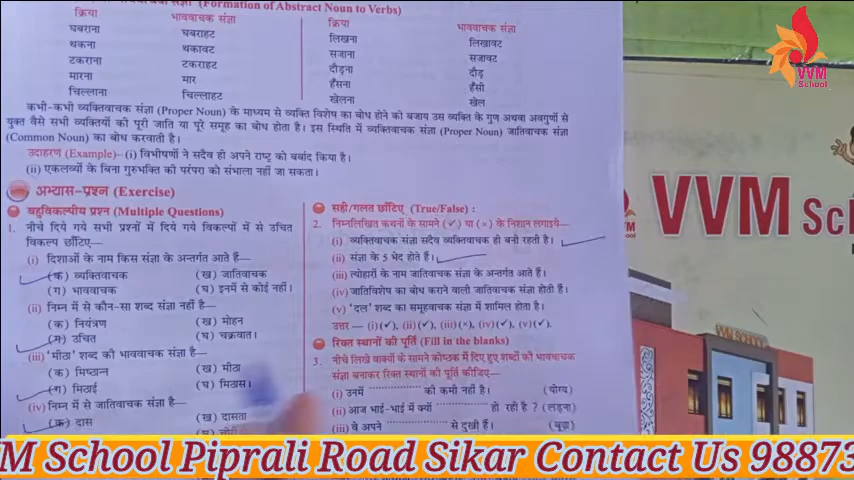 संज्ञा (Formation of Abstract Noun to Verbs)
क्रिया भाववाचक संज्ञा
घबराना घबराहट
थकना थकावट
टकराना टकराहट
मारना मार
चिल्लाना चिल्लाहट
क्रिया भाववाचक संज्ञा
लिखना लिखावट
सजाना सजावट
दौड़ना दौड़
हँसना हँसी
खेलना खेल
कभी-कभी व्यक्तिवाचक संज्ञा (Proper Noun) के माध्यम से व्यक्ति विशेष का बोध होने की बजाय उस व्यक्ति के गुण अथवा अवगुणों से
युक्त वैसे सभी व्यक्तियों की पूरी जाति या पूरे समूह का बोध होता है। इस स्थिति में व्यक्तिवाचक संज्ञा (Proper Noun) जातिवाचक संज्ञा
(Common Noun) का बोध करवाती है।
उदाहरण (Example)– (i) विभीषणों ने सदैव ही अपने राष्ट्र को बर्बाद किया है।
(ii) एकलव्यों के बिना गुरुभक्ति की परंपरा को संभाला नहीं जा सकता।
अभ्यास-प्रश्न (Exercise)
बहुविकल्पीय प्रश्न (Multiple Questions)
1. नीचे दिये गये सभी प्रश्नों में दिये गये विकल्पों में से उचित
विकल्प छाँटिए—
(i) दिशाओं के नाम किस संज्ञा के अन्तर्गत आते हैं—
(क) व्यक्तिवाचक (ख) जातिवाचक
(ग) भाववाचक (घ) इनमें से कोई नहीं।
(ii) निम्न में से कौन-सा शब्द संज्ञा नहीं है—
(क) नियंत्रण (ख) मोहन
(ग) उचित (घ) चक्रवात।
(iii) 'मीठा' शब्द की भाववाचक संज्ञा है—
(क) मिष्ठान्न (ख) मीठा
(ग) मिठाई (घ) मिठास।
(iv) निम्न में से जातिवाचक संज्ञा है—
(क) दास (ख) दासता
सही/गलत छाँटिए (True/False) :
2. निम्नलिखित कथनों के सामने (✓) या (×) के निशान लगाइये—
(i) व्यक्तिवाचक संज्ञा सदैव व्यक्तिवाचक ही बनी रहती है।
(ii) संज्ञा के 5 भेद होते हैं।
(iii) त्योहारों के नाम जातिवाचक संज्ञा के अन्तर्गत आते हैं।
(iv) जातिविशेष का बोध कराने वाली जातिवाचक संज्ञा होती हैं।
(v) 'दल' शब्द का समूहवाचक संज्ञा में शामिल होता है।
उत्तर — (i)(✓), (ii)(✓), (iii)(×), (iv)(✓), (v)(✓).
रिक्त स्थानों की पूर्ति (Fill in the blanks)
3. नीचे लिखे वाक्यों के सामने कोष्ठक में दिए हुए शब्दों की भाववाचक
संज्ञा बनाकर रिक्त स्थानों की पूर्ति कीजिए—
(i) उनमें .................. की कमी नहीं है। (योग्य)
(ii) आज भाई-भाई में क्यों .................. हो रही है ? (लड़ना)
(iii) वे अपने .................. से दुखी हैं। (बूढ़ा)
VVM
School
VVM Sc
VVM SCHOOL
M School Piprali Road Sikar Contact Us 98873